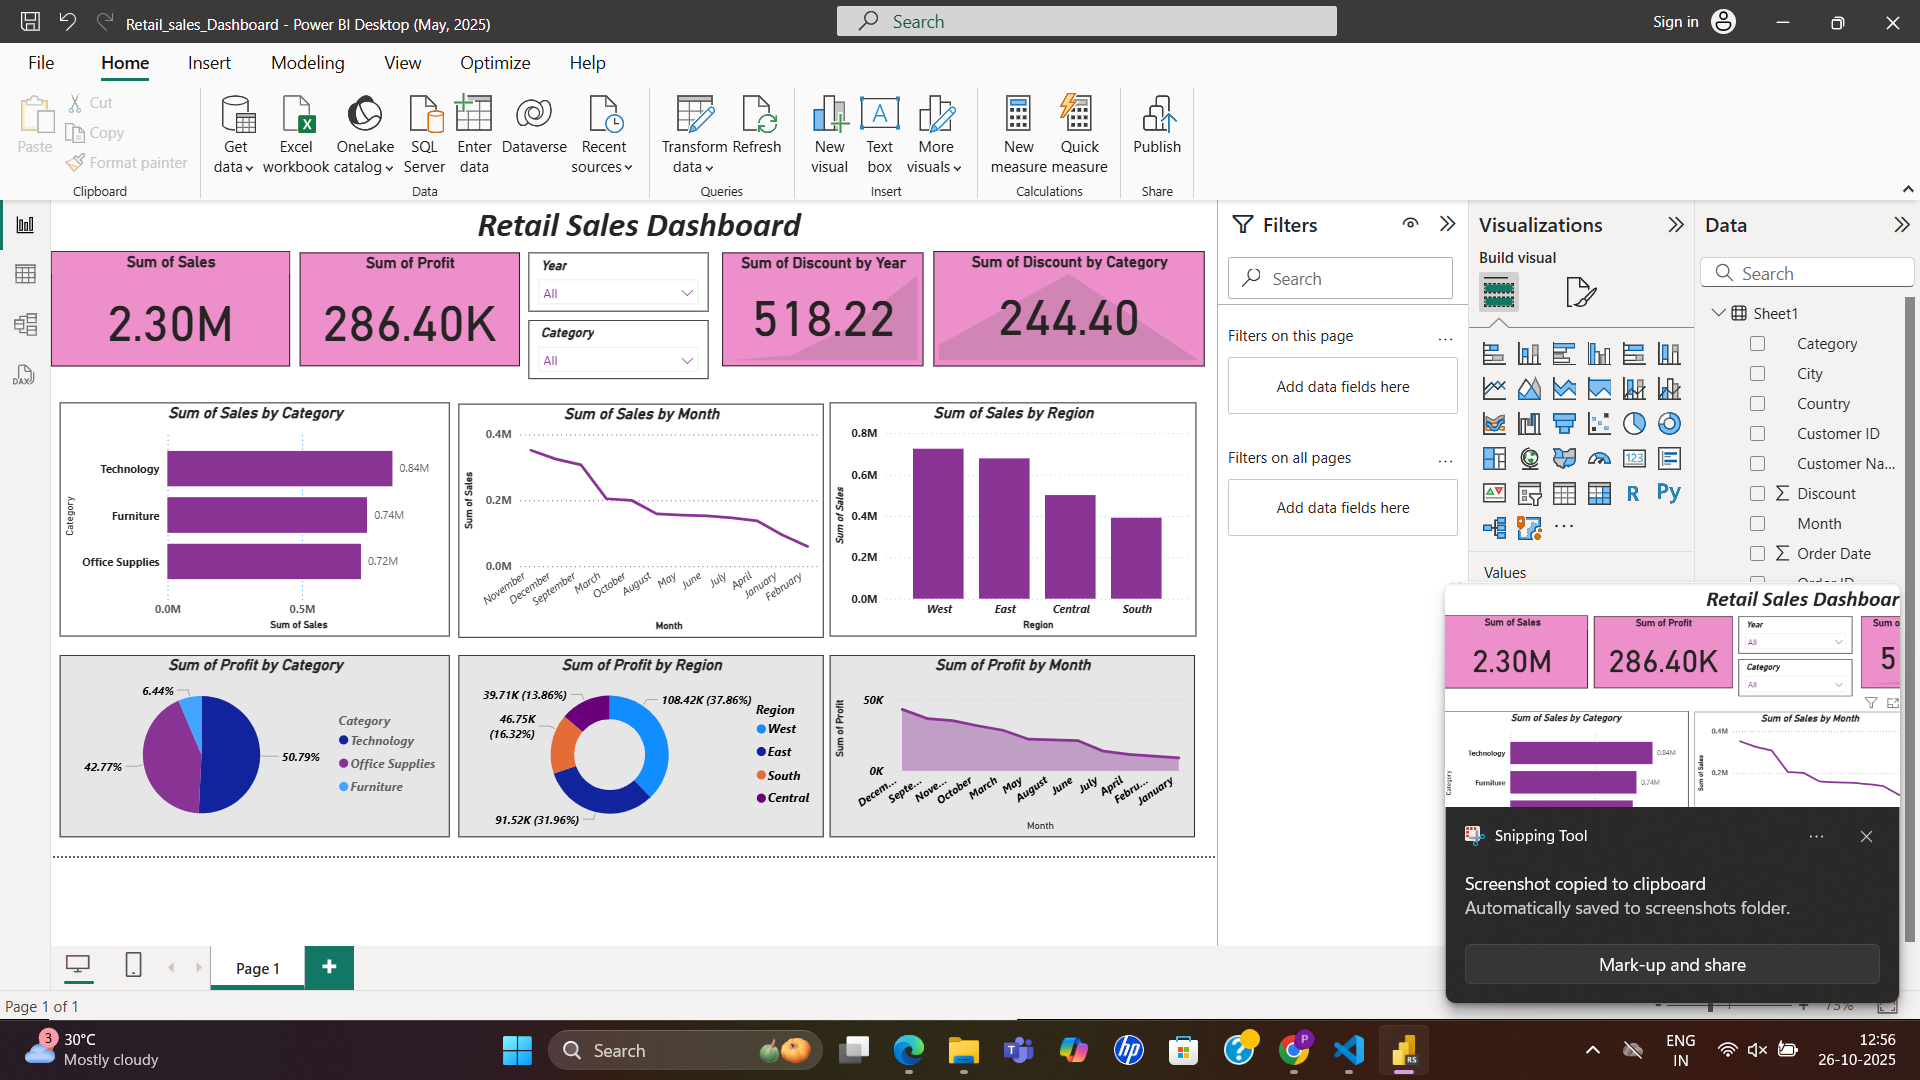 Retail_sales_Dashboard - Power BI Desktop (May, 2025)
Search
Sign in
File
Home
Insert
Modeling
View
Optimize
Help
Paste
Cut
Copy
Format painter
Clipboard
Get data
Excel workbook
OneLake catalog
SQL Server
Enter data
Dataverse
Recent sources
Data
Transform data
Refresh
Queries
New visual
Text box
More visuals
Insert
New measure
Quick measure
Calculations
Publish
Share
Retail Sales Dashboard
Sum of Sales
2.30M
Sum of Profit
286.40K
Year
All
Category
All
Sum of Discount by Year
518.22
Sum of Discount by Category
244.40
Sum of Sales by Category
Category
Technology
0.84M
Furniture
0.74M
Office Supplies
0.72M
0.0M
0.5M
Sum of Sales
Sum of Sales by Month
Sum of Sales
0.4M
0.2M
0.0M
November
December
September
March
October
August
May
June
July
April
January
February
Month
Sum of Sales by Region
Sum of Sales
0.8M
0.6M
0.4M
0.2M
0.0M
West
East
Central
South
Region
Sum of Profit by Category
6.44%
42.77%
50.79%
Category
Technology
Office Supplies
Furniture
Sum of Profit by Region
39.71K (13.86%)
46.75K
(16.32%)
108.42K (37.86%)
91.52K (31.96%)
Region
West
East
South
Central
Sum of Profit by Month
Sum of Profit
50K
0K
Decem...
Septe...
Nove...
October
March
May
August
June
July
April
Febru...
January
Month
Filters
Search
Filters on this page
...
Add data fields here
Filters on all pages
...
Add data fields here
Visualizations
Build visual
123
R
Py
...
Values
Data
Search
Sheet1
Category
City
Country
Customer ID
Customer Na...
Discount
Month
Order Date
Retail Sales Dashboar
Sum of Sales
2.30M
Sum of Profit
286.40K
Year
All
Category
All
Sum o
5
Sum of Sales by Category
Category
Technology
0.84M
Furniture
0.74M
Sum of Sales by Month
Sum of Sales
0.4M
0.2M
Snipping Tool
...
Screenshot copied to clipboard
Automatically saved to screenshots folder.
Mark-up and share
Page 1
Page 1 of 1
3
30°C
Mostly cloudy
Search
ENG
IN
12:56
26-10-2025